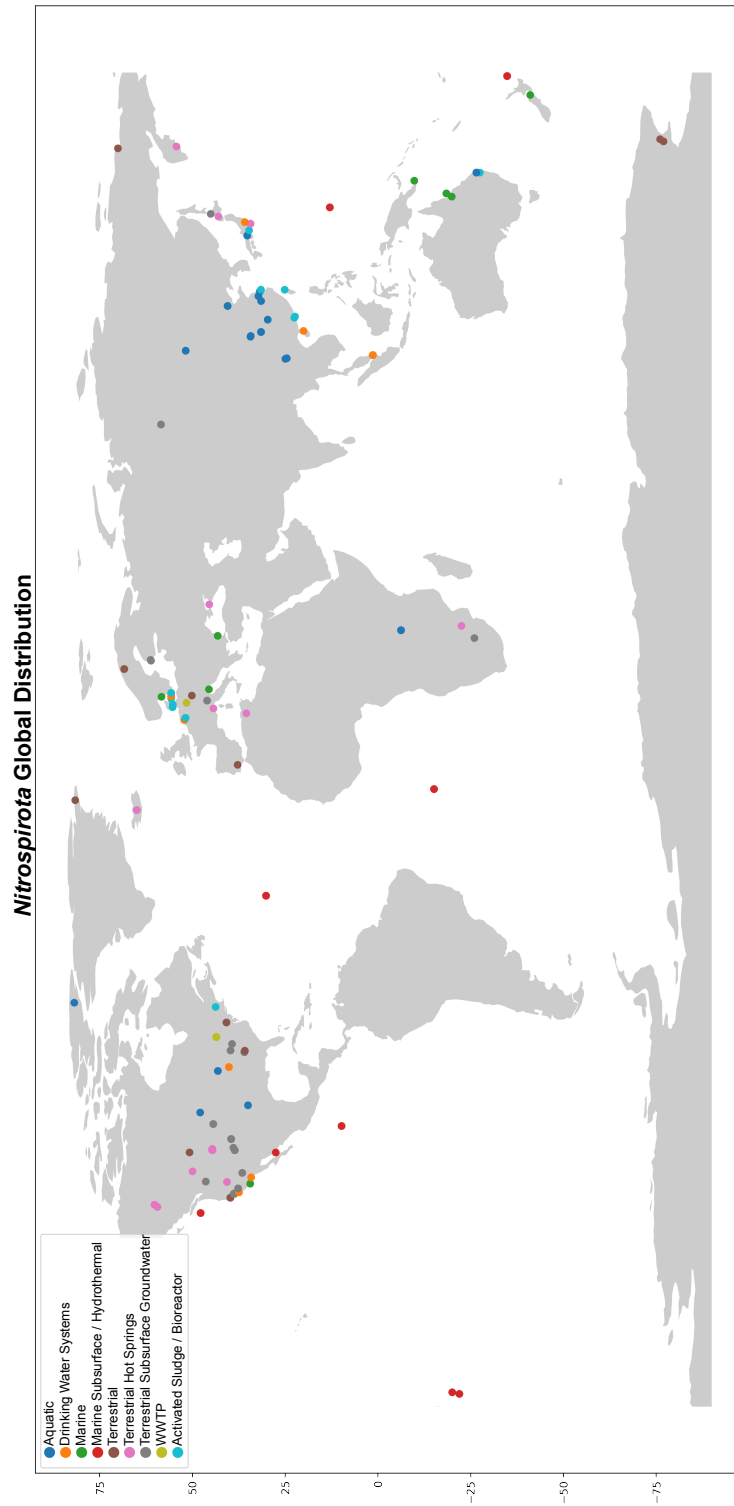 Nitrospirota Global Distribution
Aquatic
Drinking Water Systems
Marine
Marine Subsurface / Hydrothermal
Terrestrial
Terrestrial Hot Springs
Terrestrial Subsurface Groundwater
WWTP
Activated Sludge / Bioreactor
75
50
25
0
−25
−50
−75